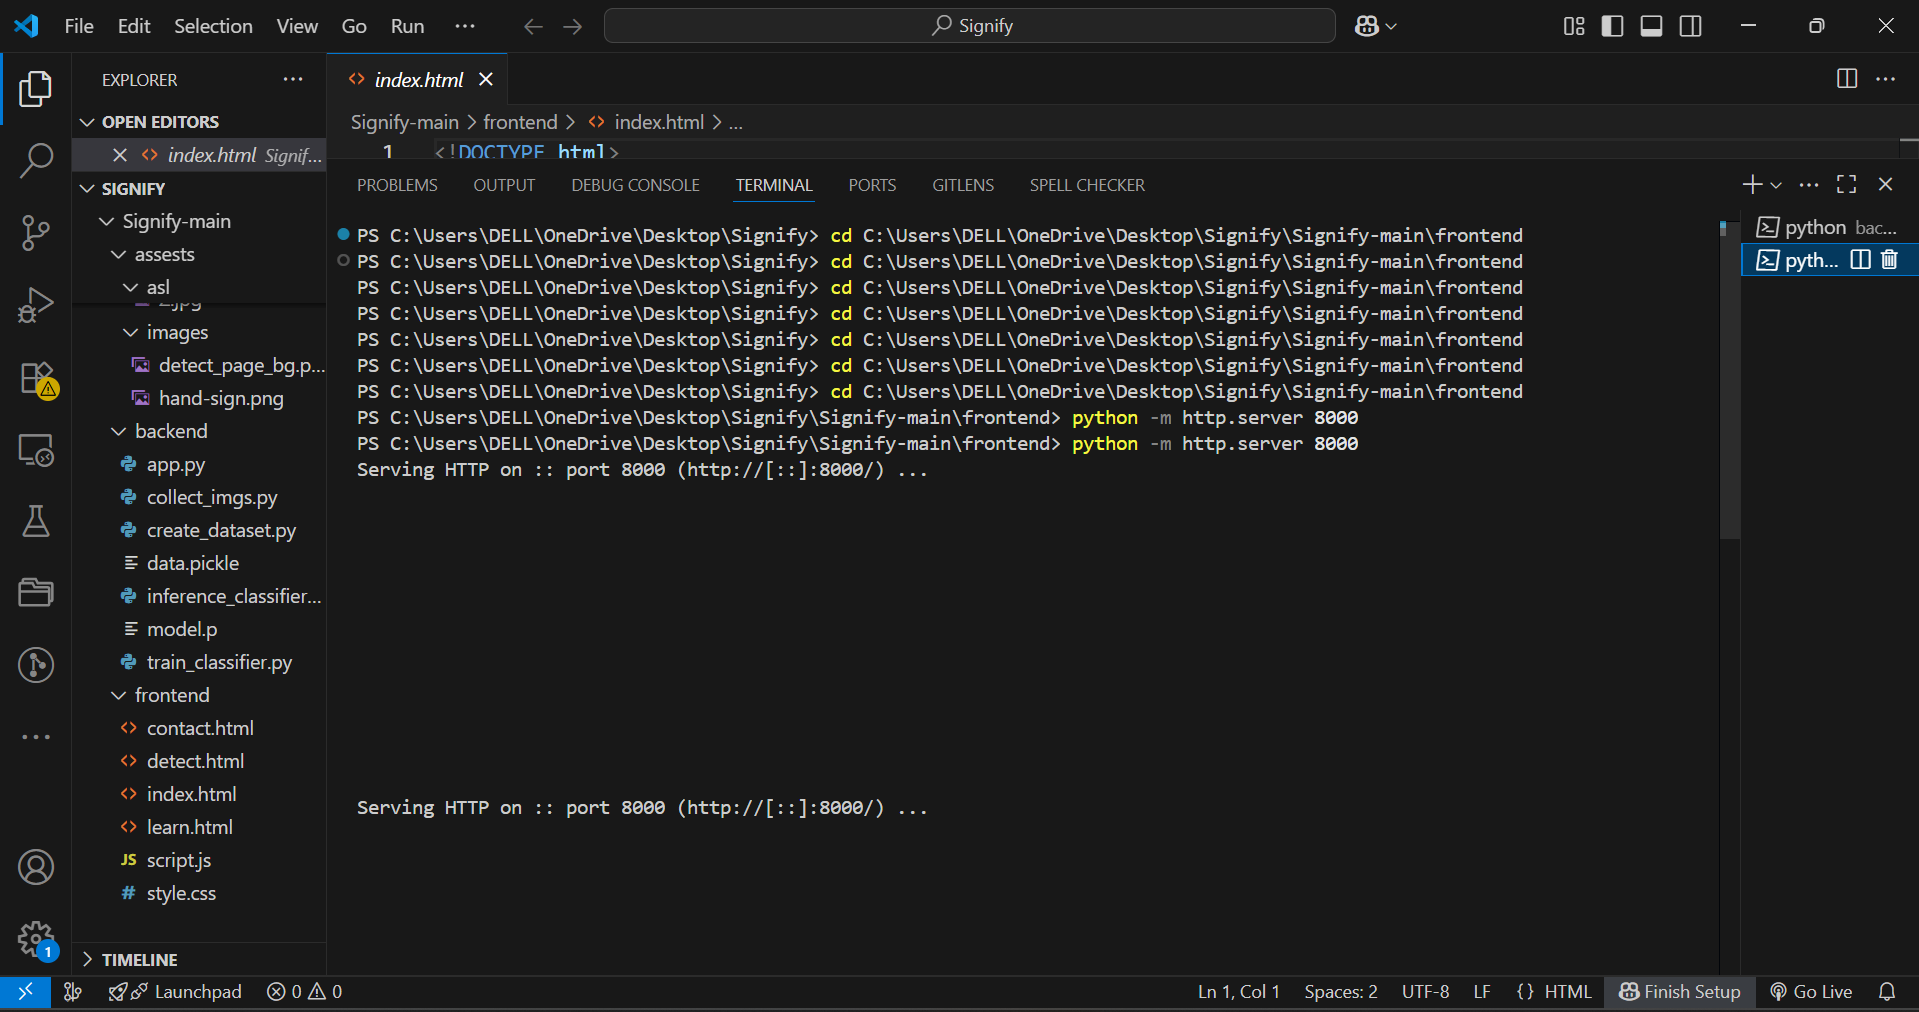 File Edit Selection View Go Run ... Signify
EXPLORER
OPEN EDITORS
index.html Signif...
SIGNIFY
Signify-main
assests
asl
2.jpg
images
detect_page_bg.p...
hand-sign.png
backend
app.py
collect_imgs.py
create_dataset.py
data.pickle
inference_classifier...
model.p
train_classifier.py
frontend
contact.html
detect.html
index.html
learn.html
JS script.js
# style.css
TIMELINE
index.html
Signify-main > frontend > index.html > ...
1 <!DOCTYPE html>
PROBLEMS OUTPUT DEBUG CONSOLE TERMINAL PORTS GITLENS SPELL CHECKER
PS C:\Users\DELL\OneDrive\Desktop\Signify> cd C:\Users\DELL\OneDrive\Desktop\Signify\Signify-main\frontend
PS C:\Users\DELL\OneDrive\Desktop\Signify> cd C:\Users\DELL\OneDrive\Desktop\Signify\Signify-main\frontend
PS C:\Users\DELL\OneDrive\Desktop\Signify> cd C:\Users\DELL\OneDrive\Desktop\Signify\Signify-main\frontend
PS C:\Users\DELL\OneDrive\Desktop\Signify> cd C:\Users\DELL\OneDrive\Desktop\Signify\Signify-main\frontend
PS C:\Users\DELL\OneDrive\Desktop\Signify> cd C:\Users\DELL\OneDrive\Desktop\Signify\Signify-main\frontend
PS C:\Users\DELL\OneDrive\Desktop\Signify> cd C:\Users\DELL\OneDrive\Desktop\Signify\Signify-main\frontend
PS C:\Users\DELL\OneDrive\Desktop\Signify> cd C:\Users\DELL\OneDrive\Desktop\Signify\Signify-main\frontend
PS C:\Users\DELL\OneDrive\Desktop\Signify\Signify-main\frontend> python -m http.server 8000
PS C:\Users\DELL\OneDrive\Desktop\Signify\Signify-main\frontend> python -m http.server 8000
Serving HTTP on :: port 8000 (http://[::]:8000/) ...
Serving HTTP on :: port 8000 (http://[::]:8000/) ...
python bac...
pyth...
1
Launchpad 0 0 Ln 1, Col 1 Spaces: 2 UTF-8 LF {} HTML Finish Setup Go Live